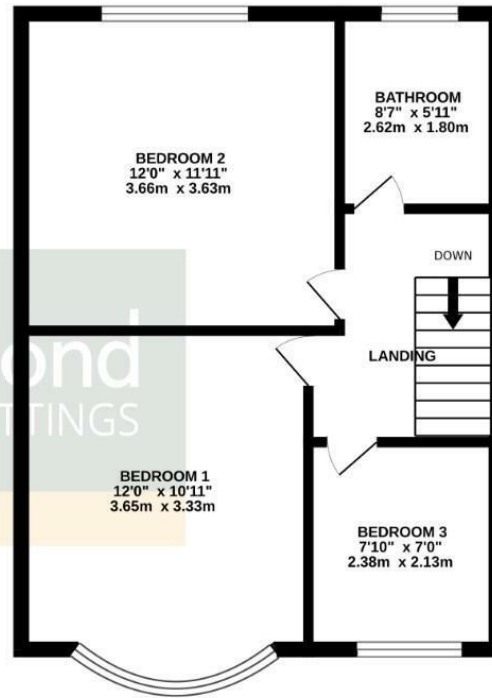 BATHROOM
8'7" x 5'11"
2.62m x 1.80m
BEDROOM 2
12'0" x 11'11"
3.66m x 3.63m
DOWN
LANDING
ond
TTINGS
BEDROOM 1
12'0" x 10'11"
3.65m x 3.33m
BEDROOM 3
7'10" x 7'0"
2.38m x 2.13m